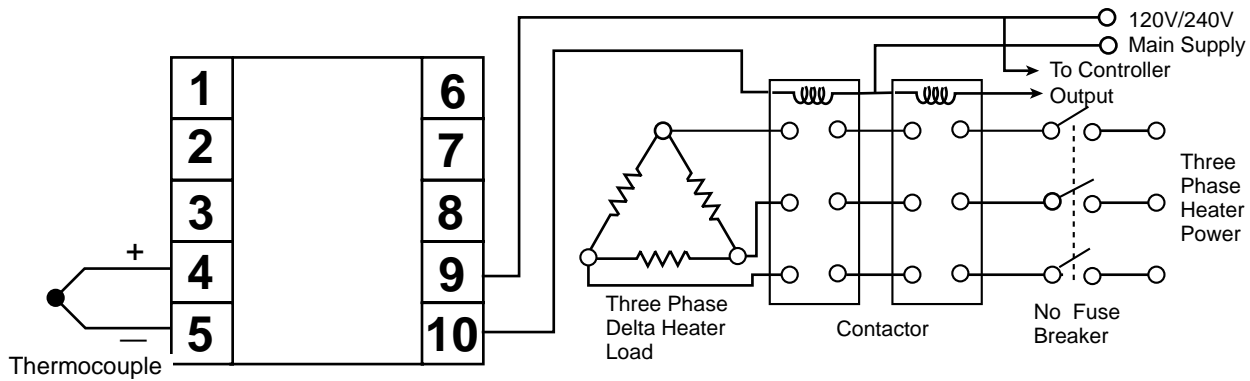 120V/240V
Main Supply
To Controller
Output
1
2
3
4
5
6
7
8
9
10
+
—
Thermocouple
Three Phase
Delta Heater
Load
Contactor
No Fuse
Breaker
Three
Phase
Heater
Power